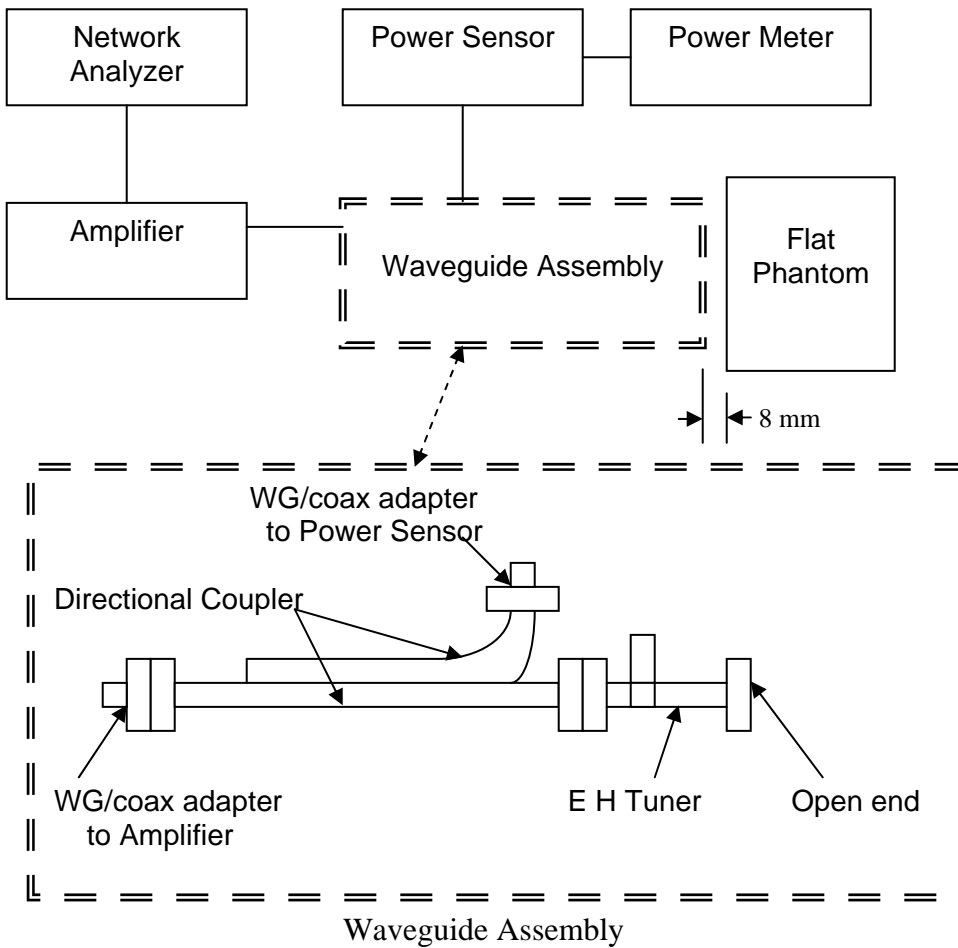 Network
Analyzer
Power Sensor
Power Meter
Amplifier
Waveguide Assembly
Flat
Phantom
8 mm
WG/coax adapter
to Power Sensor
Directional Coupler
WG/coax adapter
to Amplifier
E H Tuner
Open end
Waveguide Assembly